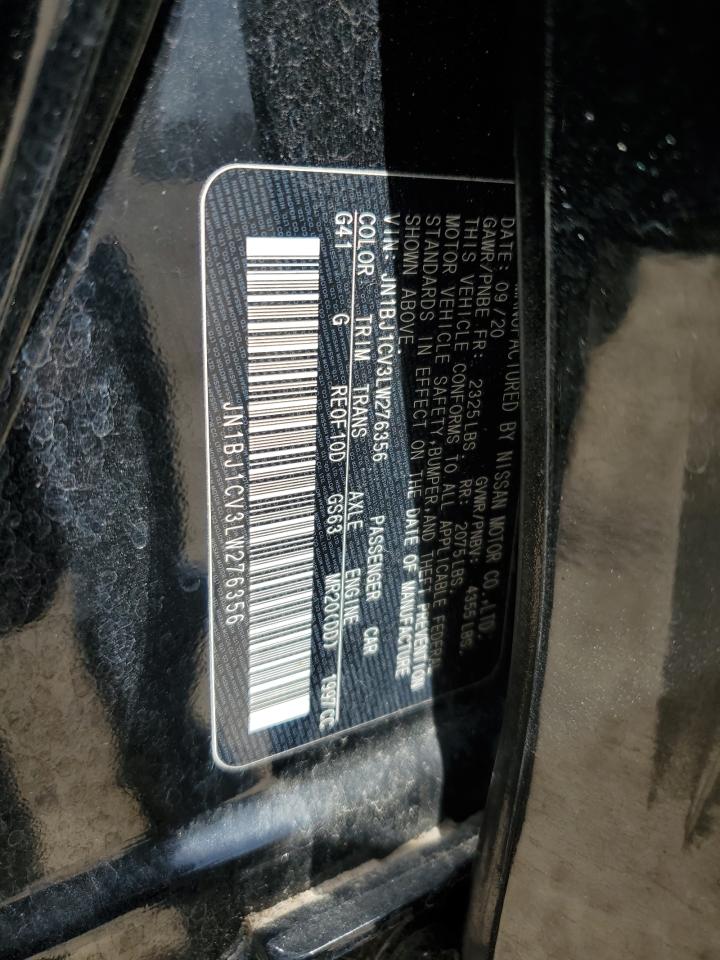 MANUFACTURED BY NISSAN MOTOR CO., LTD.
DATE: 09/20 GVWR/PNBV: 4355 LBS
GAWR/PNBE FR: 2325 LBS. RR: 2075 LBS
THIS VEHICLE CONFORMS TO ALL APPLICABLE FEDERAL
MOTOR VEHICLE SAFETY, BUMPER, AND THEFT PREVENTION
STANDARDS IN EFFECT ON THE DATE OF MANUFACTURE
SHOWN ABOVE
VIN: JN1BJ1CV3LW276356 PASSENGER CAR
COLOR TRIM TRANS AXLE ENGINE
G41 G RE0F10D GS63 MR20(DD) 1997CC
JN1BJ1CV3LW276356